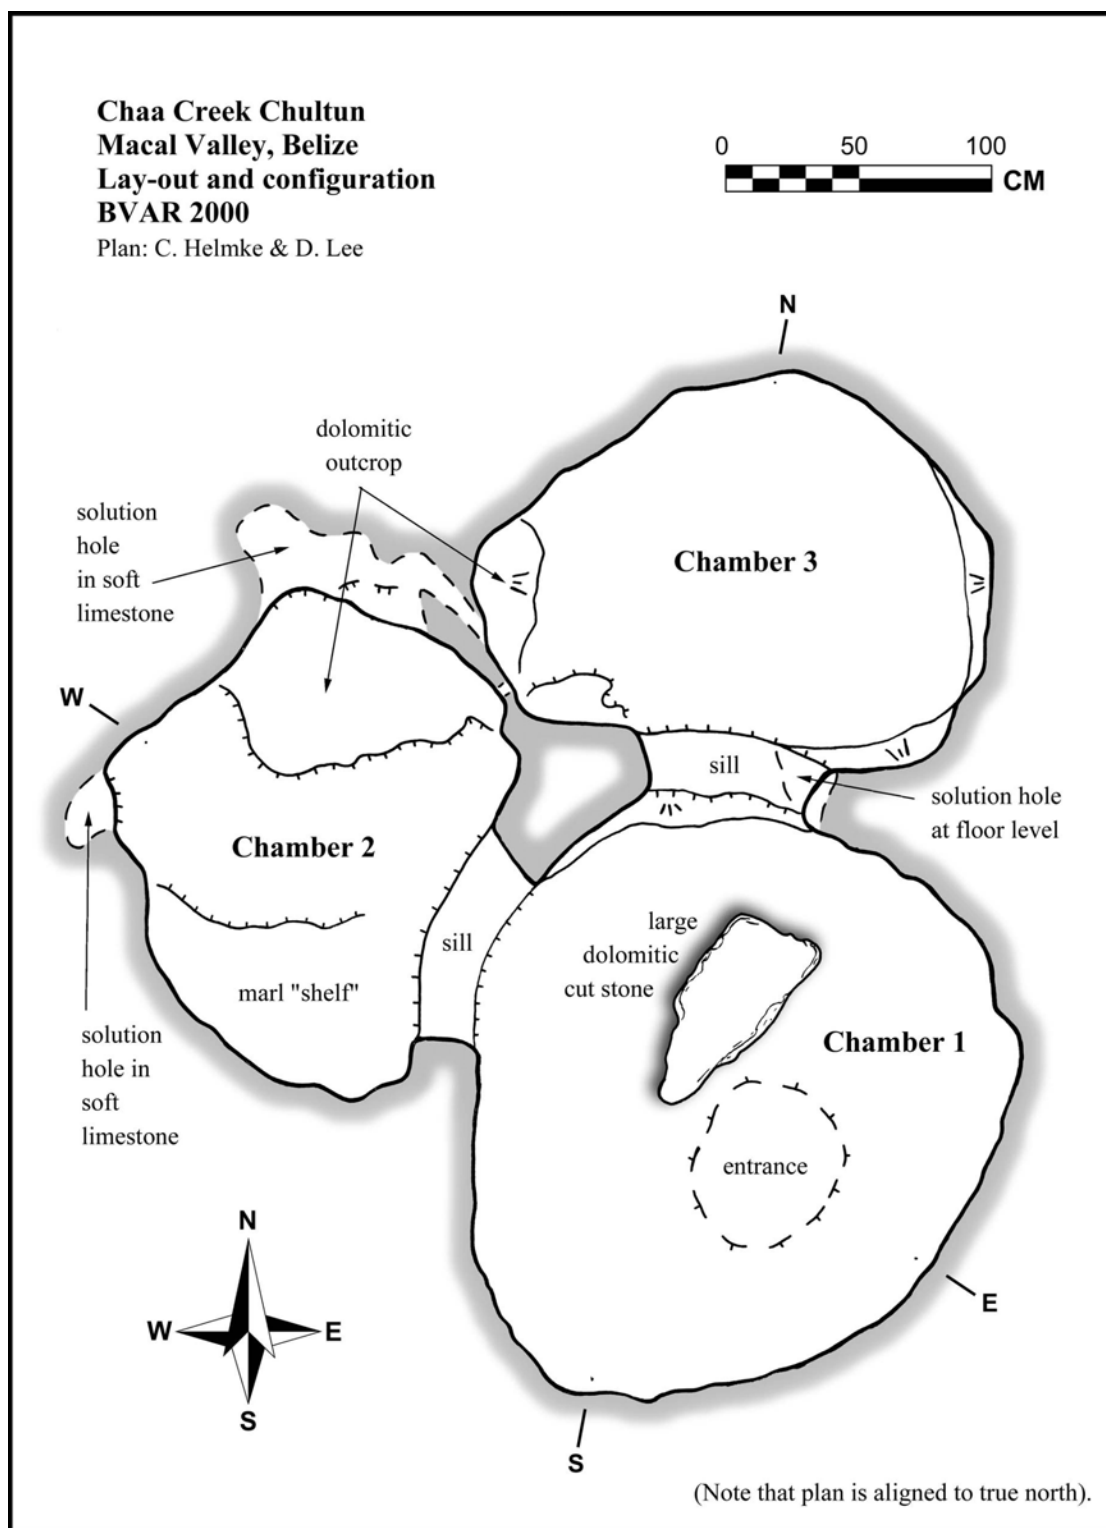 Chaa Creek Chultun
Macal Valley, Belize
Lay-out and configuration
BVAR 2000
Plan: C. Helmke & D. Lee
0 50 100
CM
N
dolomitic
outcrop
solution
hole
in soft
limestone
Chamber 3
W
sill
solution hole
at floor level
Chamber 2
large
dolomitic
cut stone
sill
marl "shelf"
Chamber 1
solution
hole in
soft
limestone
entrance
N
W E
S
E
S
(Note that plan is aligned to true north).